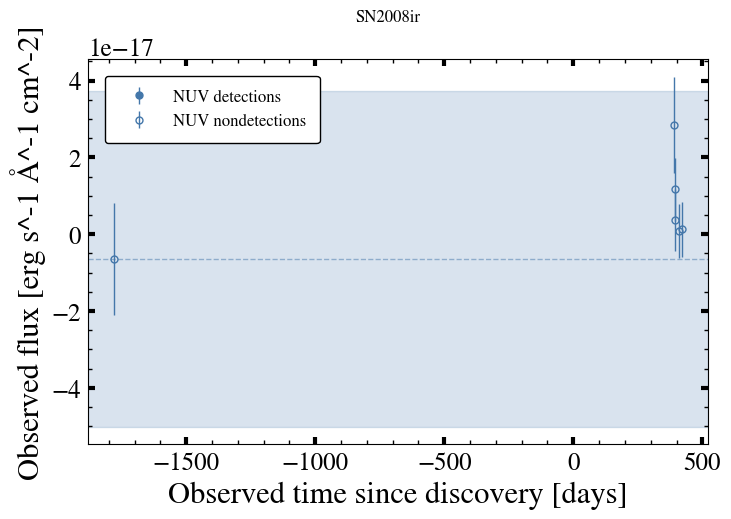 SN2008ir
1e−17
NUV detections
NUV nondetections
4
2
0
−2
−4
Observed flux [erg s^-1 Å^-1 cm^-2]
−1500 −1000 −500 0 500
Observed time since discovery [days]